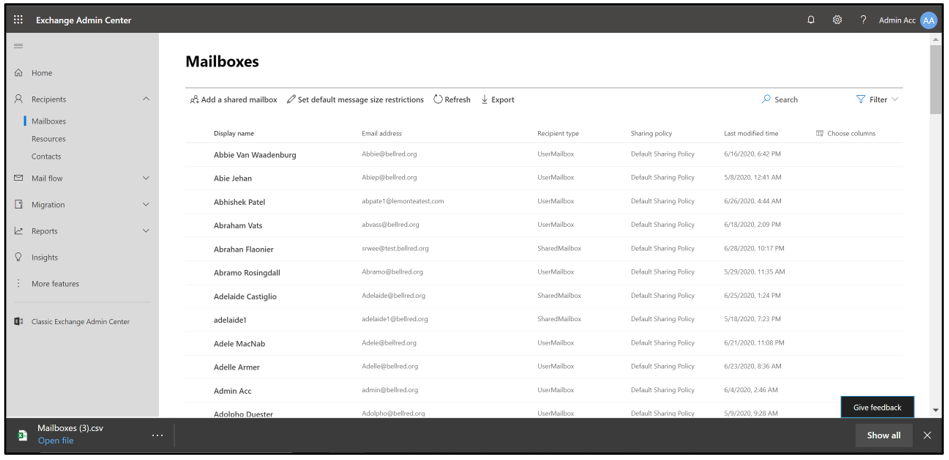 Exchange Admin Center
? Admin Acc AA
Home
Recipients
Mailboxes
Resources
Contacts
Mail flow
Migration
Reports
Insights
More features
Classic Exchange Admin Center
Mailboxes
Add a shared mailbox Set default message size restrictions Refresh Export Search Filter
Display name Email address Recipient type Sharing policy Last modified time Choose columns
Abbie Van Waadenburg Abbie@bellred.org UserMailbox Default Sharing Policy 6/16/2020, 6:42 PM
Abie Jehan Abiep@bellred.org UserMailbox Default Sharing Policy 5/8/2020, 12:41 AM
Abhishek Patel abpate1@lemonteatest.com UserMailbox Default Sharing Policy 6/26/2020, 4:44 AM
Abraham Vats abvass@bellred.org UserMailbox Default Sharing Policy 6/18/2020, 2:09 PM
Abrahan Flaonier srwee@test.bellred.org SharedMailbox Default Sharing Policy 6/28/2020, 10:17 PM
Abramo Rosingdall Abramo@bellred.org UserMailbox Default Sharing Policy 5/29/2020, 11:35 AM
Adelaide Castiglio Adelaide@bellred.org SharedMailbox Default Sharing Policy 6/25/2020, 1:24 PM
adelaide1 adelaide1@bellred.org SharedMailbox Default Sharing Policy 5/18/2020, 7:23 PM
Adele MacNab Adele@bellred.org UserMailbox Default Sharing Policy 6/21/2020, 11:08 PM
Adelle Armer Adelle@bellred.org UserMailbox Default Sharing Policy 6/23/2020, 8:36 AM
Admin Acc admin@bellred.org UserMailbox Default Sharing Policy 6/4/2020, 2:46 AM
Adolpho Duester Adolpho@bellred.org UserMailbox Default Sharing Policy 5/9/2020, 9:28 AM
Give feedback
Mailboxes (3).csv
Open file
Show all